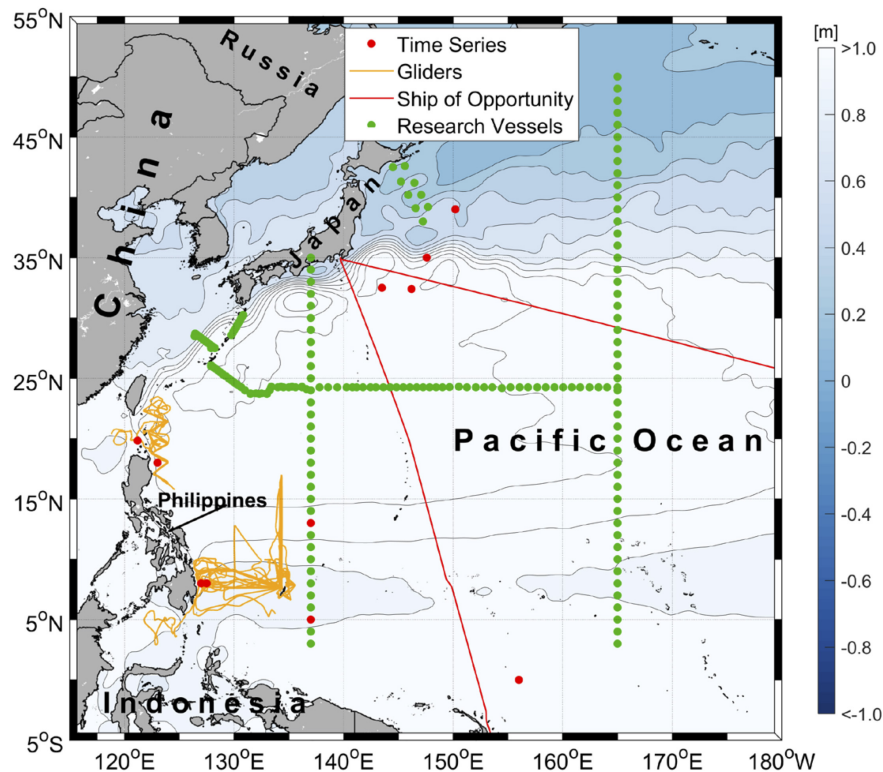 55°N
45°N
35°N
25°N
15°N
5°N
5°S
Russia
China
Japan
Time Series
Gliders
Ship of Opportunity
Research Vessels
Pacific Ocean
Philippines
Indonesia
120°E
130°E
140°E
150°E
160°E
170°E
180°W
[m]
>1.0
0.8
0.6
0.4
0.2
0
-0.2
-0.4
-0.6
-0.8
<-1.0